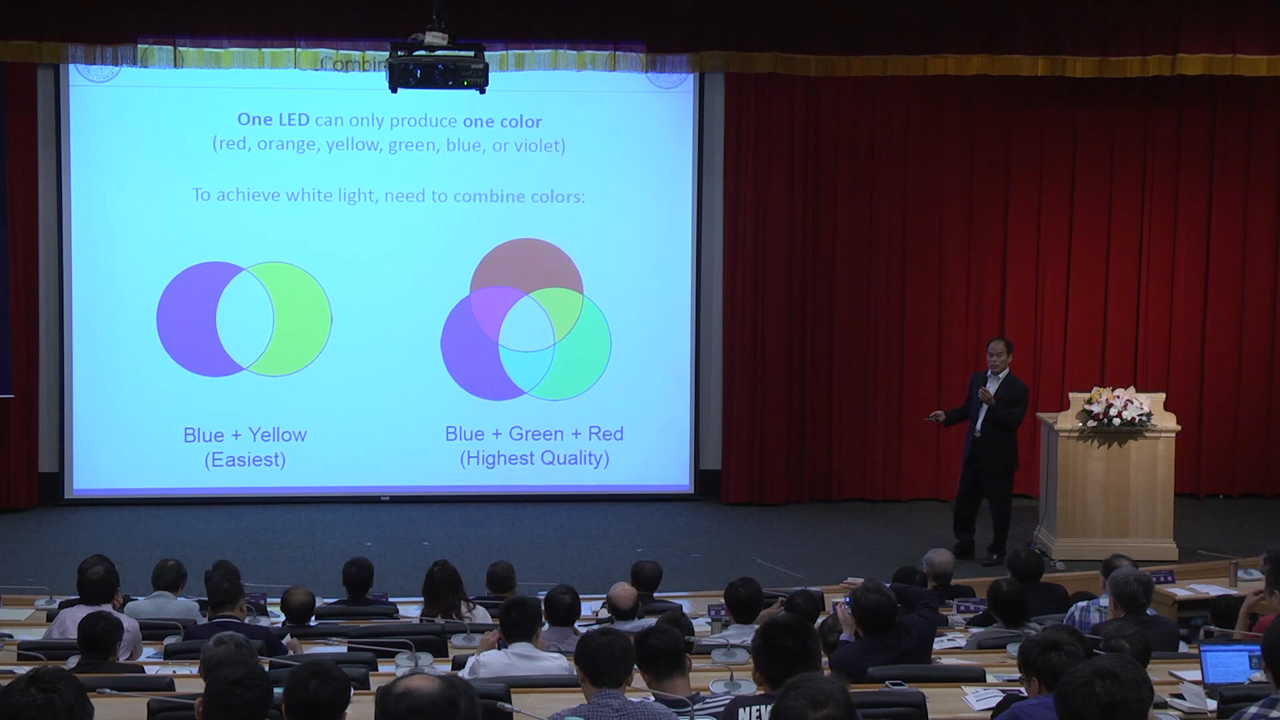 One LED can only produce one color
(red, orange, yellow, green, blue, or violet)
To achieve white light, need to combine colors:
Blue + Yellow
(Easiest)
Blue + Green + Red
(Highest Quality)
NEW